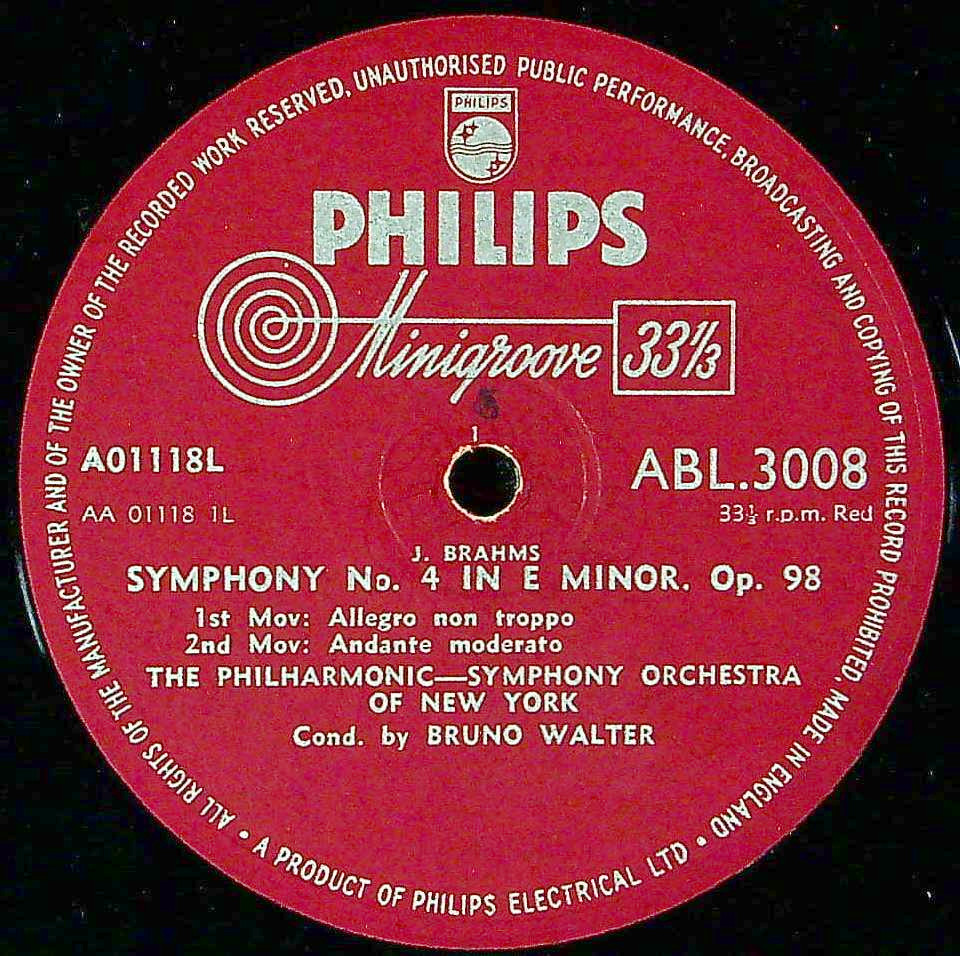 PHILIPS
PHILIPS
Minigroove 33 1/3
1
A01118L
ABL.3008
AA 01118 1L
33⅓ r.p.m. Red
J. BRAHMS
SYMPHONY No. 4 IN E MINOR. Op. 98
1st Mov: Allegro non troppo
2nd Mov: Andante moderato
THE PHILHARMONIC—SYMPHONY ORCHESTRA
OF NEW YORK
Cond. by BRUNO WALTER
• ALL RIGHTS OF THE MANUFACTURER AND OF THE OWNER OF THE RECORDED WORK RESERVED, UNAUTHORISED PUBLIC PERFORMANCE, BROADCASTING AND COPYING OF THIS RECORD PROHIBITED, MADE IN ENGLAND •
A PRODUCT OF PHILIPS ELECTRICAL LTD